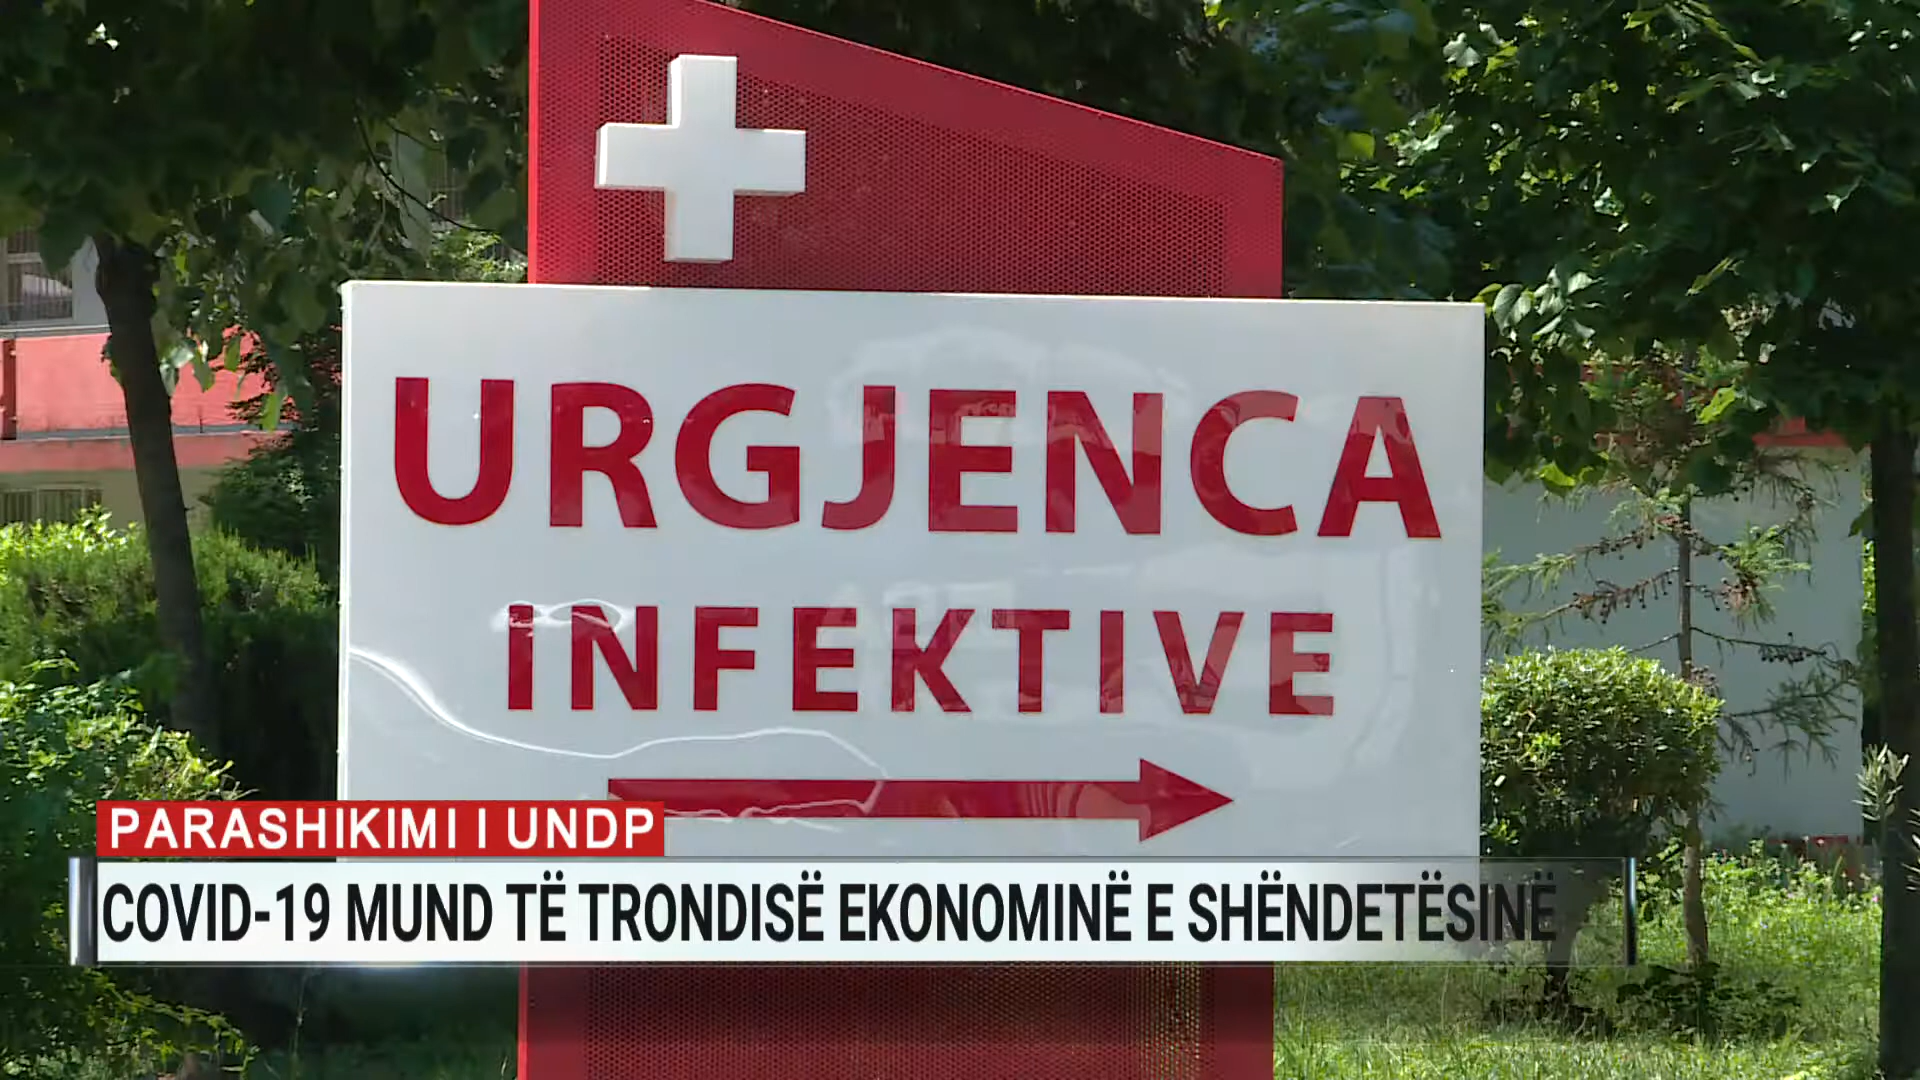 URGJENCA
INFEKTIVE
PARASHIKIMI I UNDP
COVID-19 MUND TË TRONDISË EKONOMINË E SHËNDETËSINË